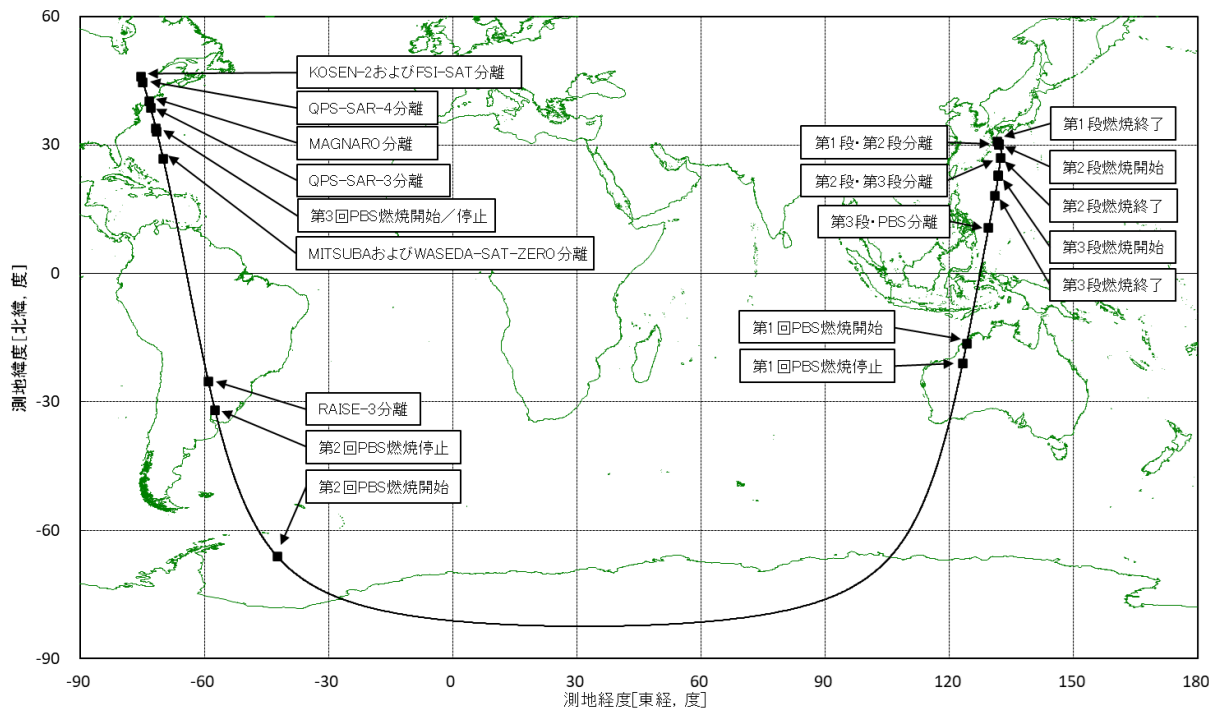 60
30
0
-30
-60
-90
測地緯度[北緯, 度]
KOSEN-2およびFSI-SAT分離
QPS-SAR-4分離
MAGNARO分離
QPS-SAR-3分離
第3回PBS燃焼開始／停止
MITSUBAおよびWASEDA-SAT-ZERO分離
RAISE-3分離
第2回PBS燃焼停止
第2回PBS燃焼開始
第1段・第2段分離
第2段・第3段分離
第3段・PBS分離
第1回PBS燃焼開始
第1回PBS燃焼停止
第1段燃焼終了
第2段燃焼開始
第2段燃焼終了
第3段燃焼開始
第3段燃焼終了
-90 -60 -30 0 30 60 90 120 150 180
測地経度[東経, 度]